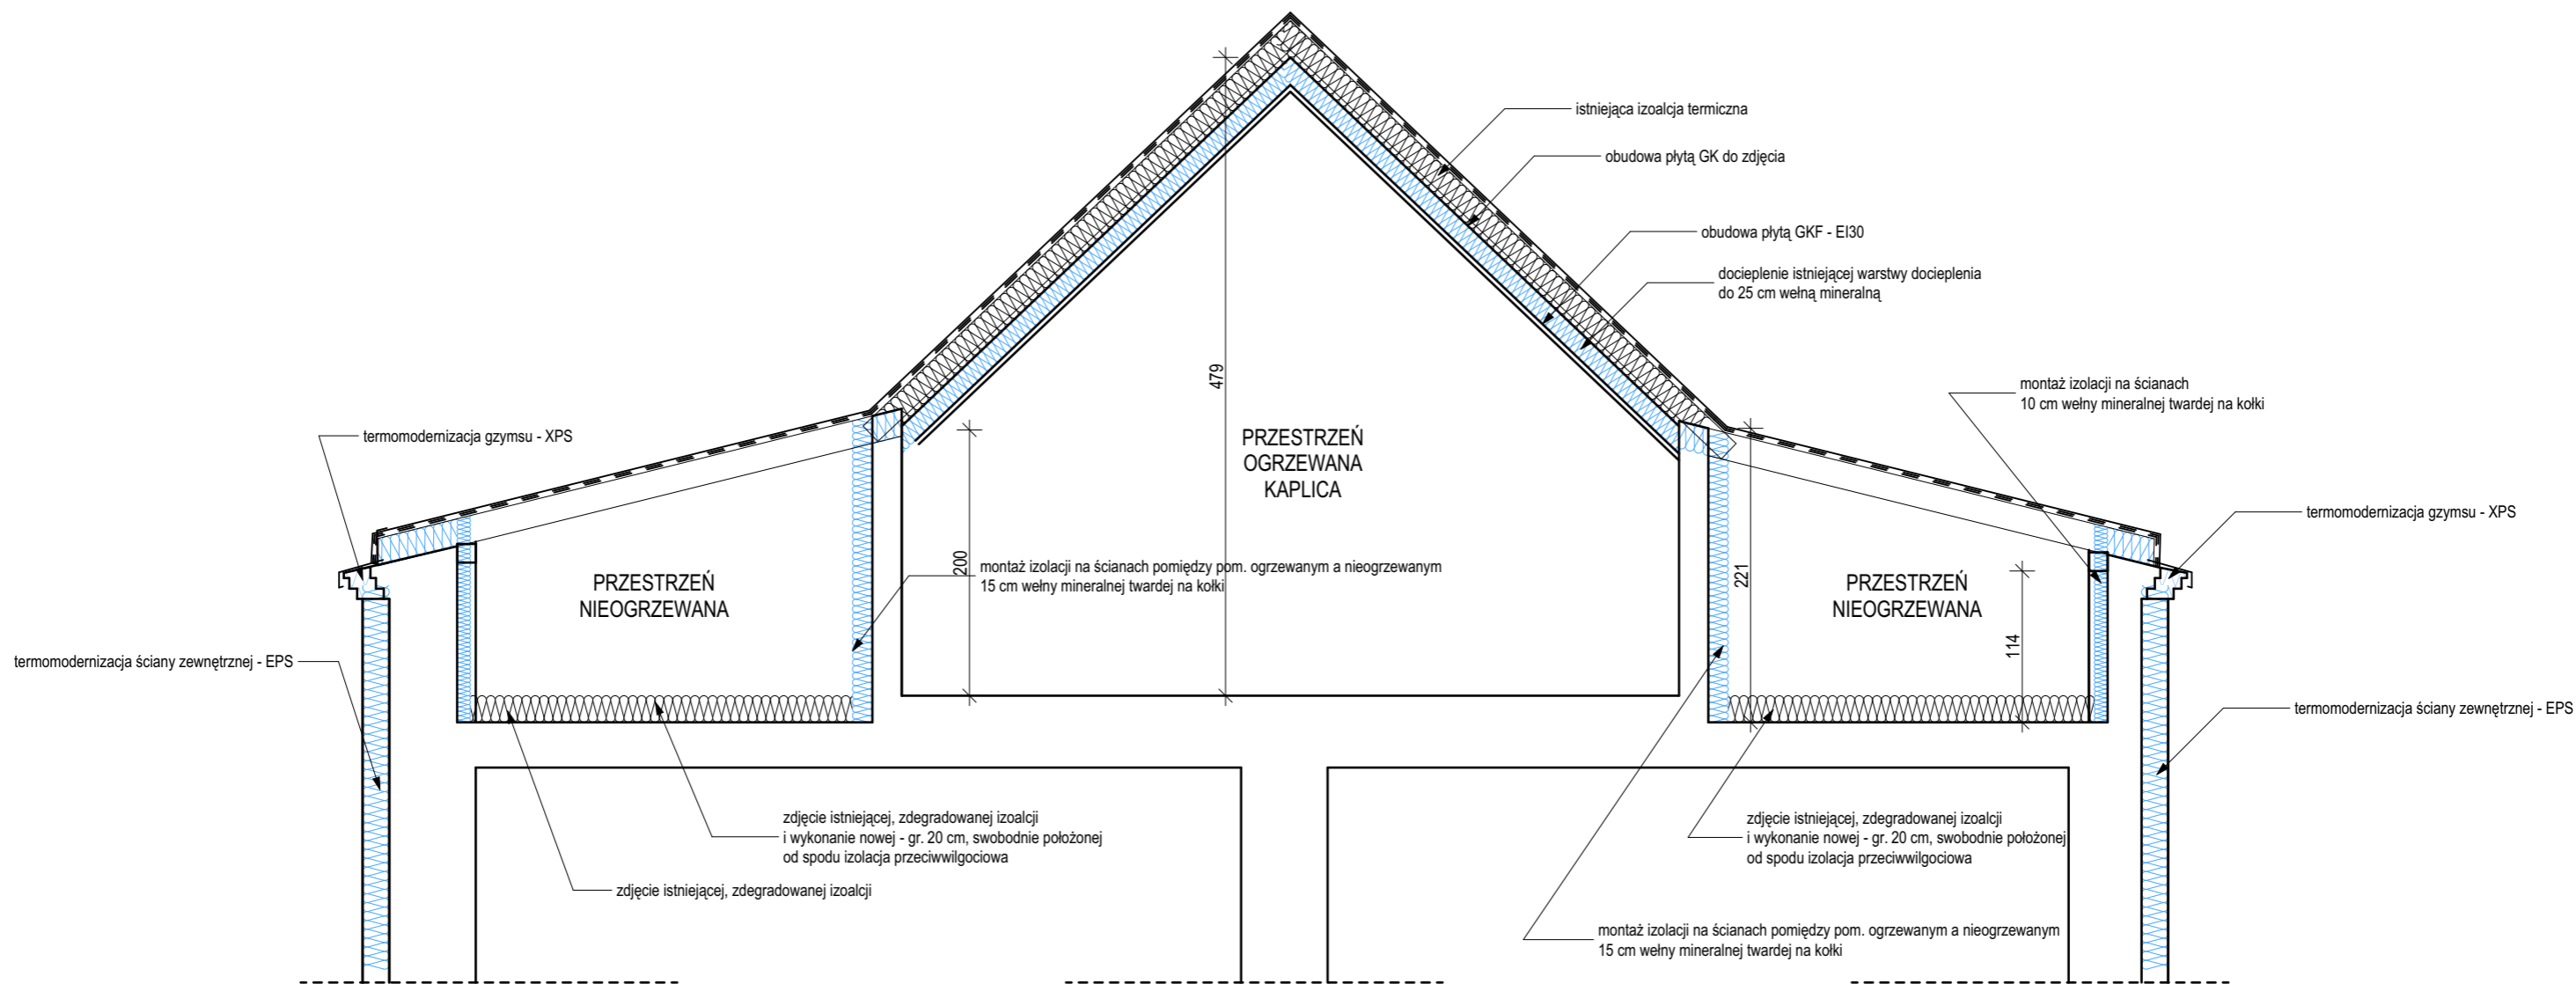 istniejąca izoalcja termiczna
obudowa płytą GK do zdjęcia
obudowa płytą GKF - EI30
docieplenie istniejącej warstwy docieplenia
do 25 cm wełną mineralną
479
montaż izolacji na ścianach
10 cm wełny mineralnej twardej na kołki
termomodernizacja gzymsu - XPS
PRZESTRZEŃ
OGRZEWANA
KAPLICA
termomodernizacja gzymsu - XPS
200
montaż izolacji na ścianach pomiędzy pom. ogrzewanym a nieogrzewanym
15 cm wełny mineralnej twardej na kołki
221
PRZESTRZEŃ
NIEOGRZEWANA
PRZESTRZEŃ
NIEOGRZEWANA
114
termomodernizacja ściany zewnętrznej - EPS
termomodernizacja ściany zewnętrznej - EPS
zdjęcie istniejącej, zdegradowanej izoalcji
i wykonanie nowej - gr. 20 cm, swobodnie położonej
od spodu izolacja przeciwwilgociowa
zdjęcie istniejącej, zdegradowanej izoalcji
i wykonanie nowej - gr. 20 cm, swobodnie położonej
od spodu izolacja przeciwwilgociowa
zdjęcie istniejącej, zdegradowanej izoalcji
montaż izolacji na ścianach pomiędzy pom. ogrzewanym a nieogrzewanym
15 cm wełny mineralnej twardej na kołki